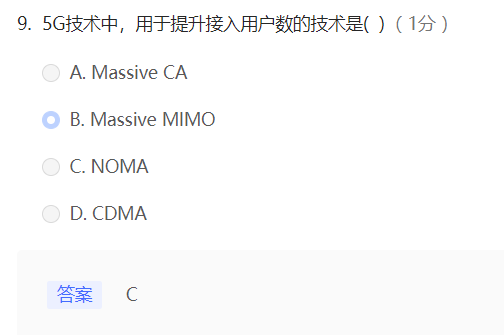 9. 5G技术中，用于提升接入用户数的技术是( )（ 1分 ）
A. Massive CA
B. Massive MIMO
C. NOMA
D. CDMA
答案 C